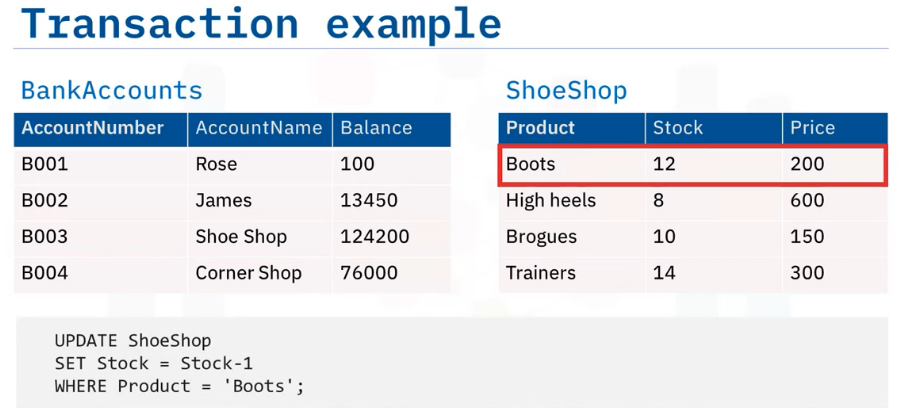 Transaction example
BankAccounts
AccountNumber AccountName Balance
B001 Rose 100
B002 James 13450
B003 Shoe Shop 124200
B004 Corner Shop 76000
ShoeShop
Product Stock Price
Boots 12 200
High heels 8 600
Brogues 10 150
Trainers 14 300
UPDATE ShoeShop
SET Stock = Stock-1
WHERE Product = 'Boots';